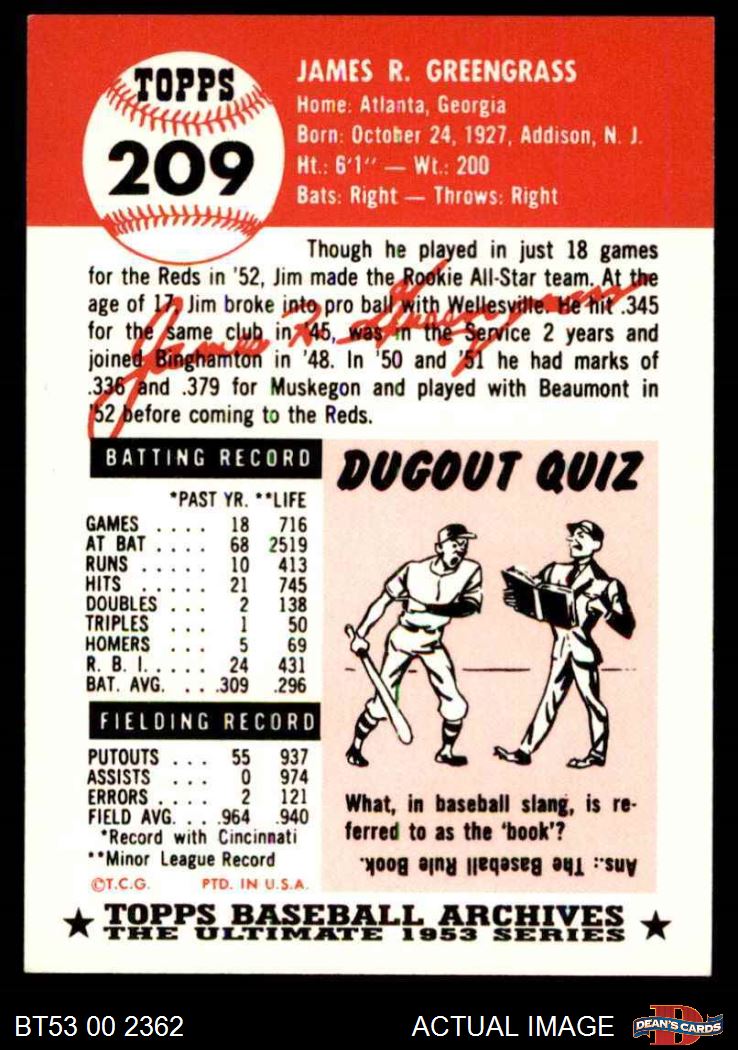 TOPPS
209
JAMES R. GREENGRASS
Home: Atlanta, Georgia
Born: October 24, 1927, Addison, N. J.
Ht.: 6'1" — Wt.: 200
Bats: Right — Throws: Right
Though he played in just 18 games
for the Reds in '52, Jim made the Rookie All-Star team. At the
age of 17, Jim broke into pro ball with Wellesville. He hit .345
for the same club in '45, was in the Service 2 years and
joined Binghamton in '48. In '50 and '51 he had marks of
.336 and .379 for Muskegon and played with Beaumont in
'52 before coming to the Reds.
James R. Greengrass
BATTING RECORD
*PAST YR. **LIFE
GAMES .... 18 716
AT BAT .... 68 2519
RUNS ..... 10 413
HITS ..... 21 745
DOUBLES ... 2 138
TRIPLES ... 1 50
HOMERS ... 5 69
R. B. I. .... 24 431
BAT. AVG. .. .309 .296
FIELDING RECORD
PUTOUTS ... 55 937
ASSISTS ... 0 974
ERRORS .... 2 121
FIELD AVG. .. .964 .940
*Record with Cincinnati
**Minor League Record
©T.C.G. PTD. IN U.S.A.
DUGOUT QUIZ
What, in baseball slang, is re-
ferred to as the 'book'?
Ans.: The Baseball Rule Book.
TOPPS BASEBALL ARCHIVES
THE ULTIMATE 1953 SERIES
BT53 00 2362
ACTUAL IMAGE
DEAN'S CARDS